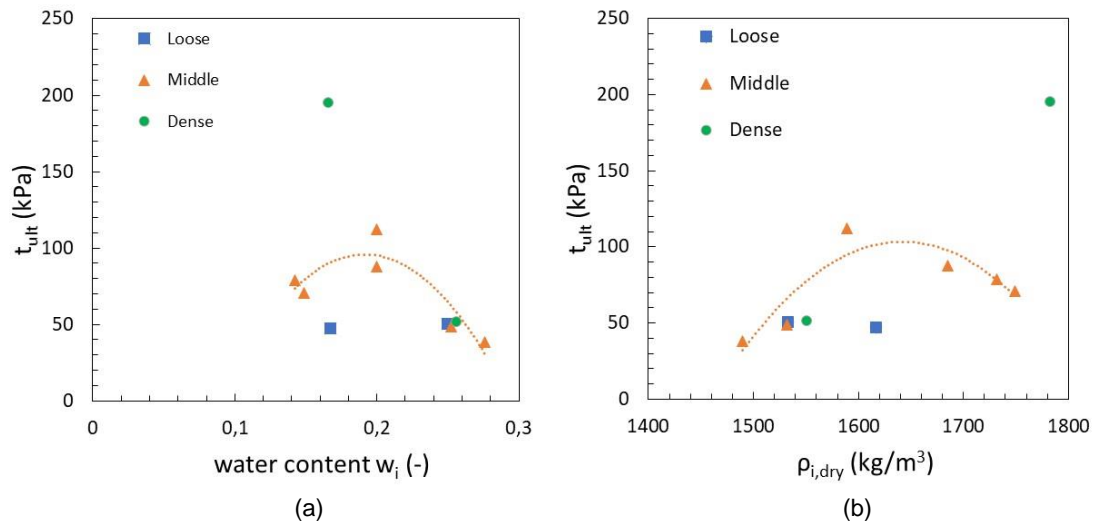 250
200
150
100
50
0
t_ult (kPa)
Loose
Middle
Dense
0
0,1
0,2
0,3
water content w_i (-)
(a)
250
200
150
100
50
0
t_ult (kPa)
Loose
Middle
Dense
1400
1500
1600
1700
1800
ρ_i,dry (kg/m³)
(b)